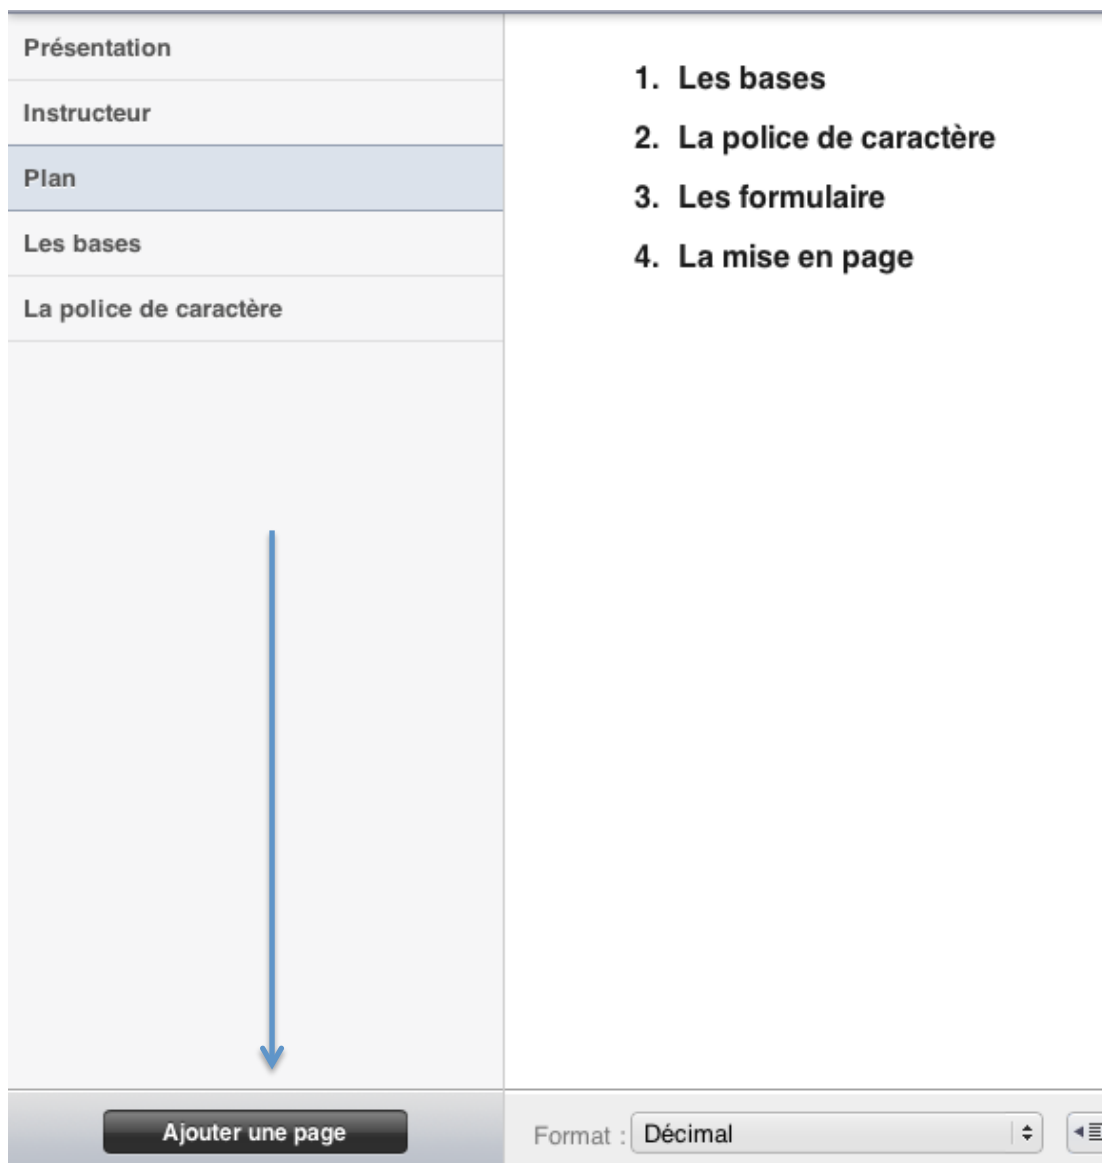 Présentation
Instructeur
Plan
Les bases
La police de caractère
1. Les bases
2. La police de caractère
3. Les formulaire
4. La mise en page
Ajouter une page
Format : Décimal